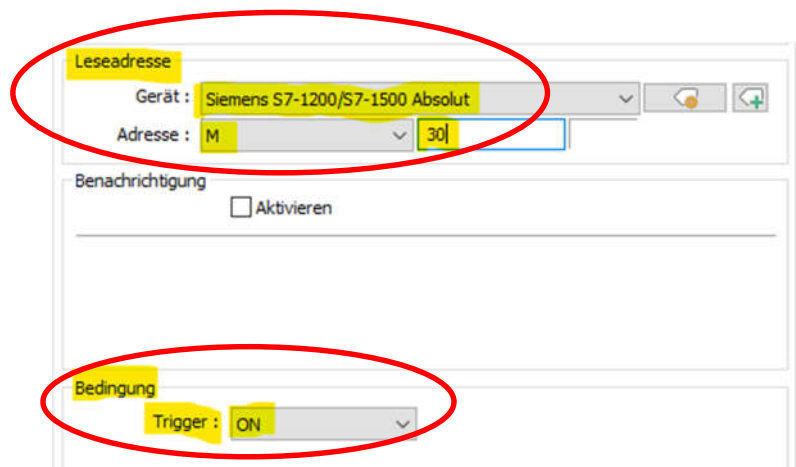 Leseadresse
Gerät : Siemens S7-1200/S7-1500 Absolut
Adresse : M 30
Benachrichtigung
Aktivieren
Bedingung
Trigger : ON